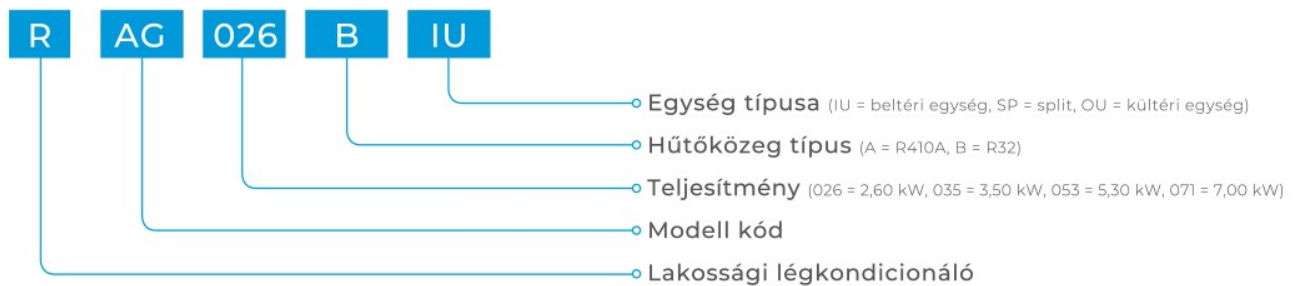 R AG 026 B IU
Egység típusa (IU = beltéri egység, SP = split, OU = kültéri egység)
Hűtőközeg típus (A = R410A, B = R32)
Teljesítmény (026 = 2,60 kW, 035 = 3,50 kW, 053 = 5,30 kW, 071 = 7,00 kW)
Modell kód
Lakossági légkondicionáló